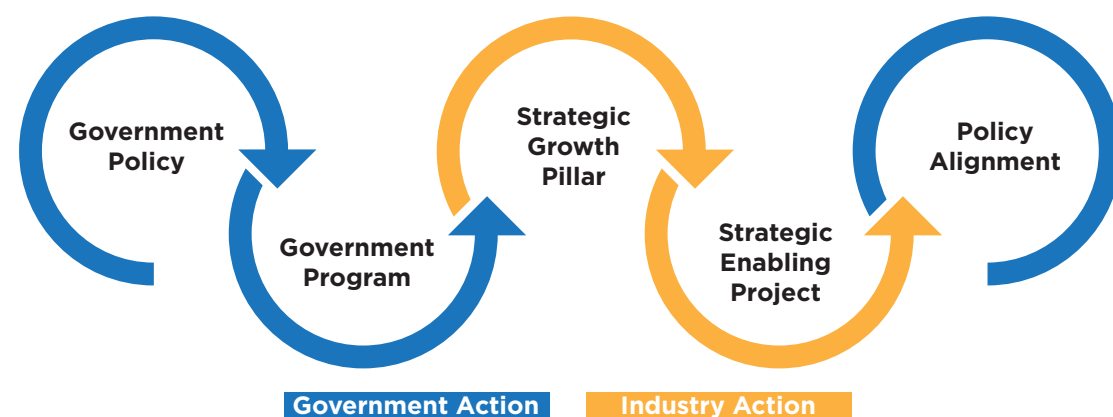 Government
Policy
Government
Program
Strategic
Growth
Pillar
Strategic
Enabling
Project
Policy
Alignment
Government Action
Industry Action